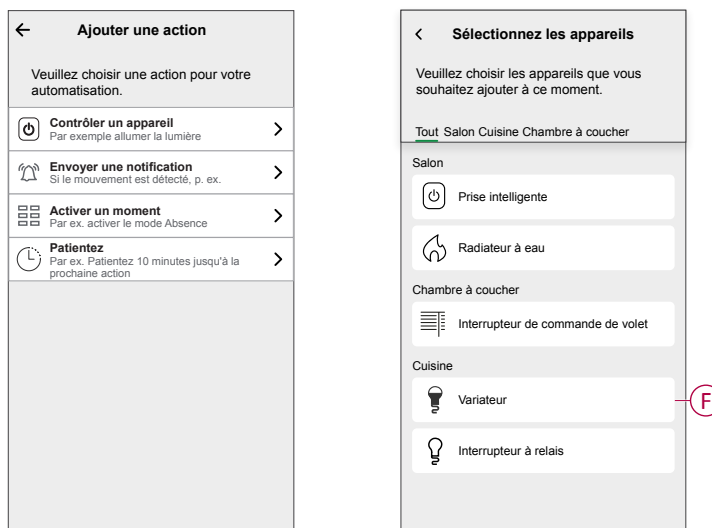 Ajouter une action
Veuillez choisir une action pour votre
automatisation.
Contrôler un appareil
Par exemple allumer la lumière
Envoyer une notification
Si le mouvement est détecté, p. ex.
Activer un moment
Par ex. activer le mode Absence
Patientez
Par ex. Patientez 10 minutes jusqu'à la
prochaine action
Sélectionnez les appareils
Veuillez choisir les appareils que vous
souhaitez ajouter à ce moment.
Tout Salon Cuisine Chambre à coucher
Salon
Prise intelligente
Radiateur à eau
Chambre à coucher
Interrupteur de commande de volet
Cuisine
Variateur
F
Interrupteur à relais